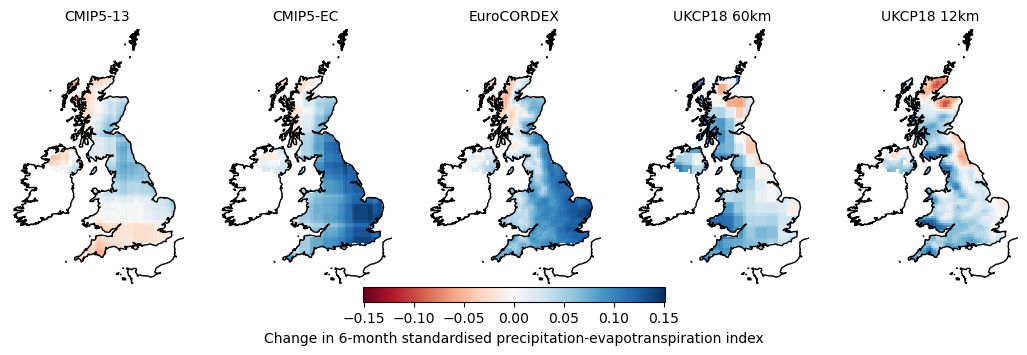 CMIP5-13 CMIP5-EC EuroCORDEX UKCP18 60km UKCP18 12km
−0.15 −0.10 −0.05 0.00 0.05 0.10 0.15
Change in 6-month standardised precipitation-evapotranspiration index